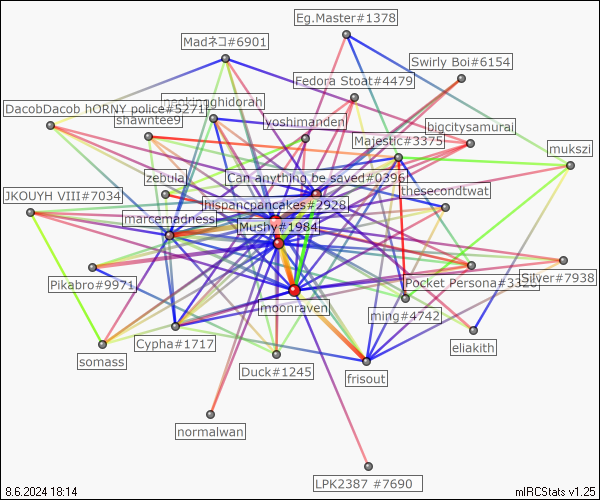 Eg.Master#1378
Madネコ#6901
Swirly Boi#6154
Fedora Stoat#4479
neckingghidorah
DacobDacob hORNY police#5271
shawntee9
yoshimanden
bigcitysamurai
Majestic#3375
mukszi
zebulaj
Can anything be saved#0396
JKOUYH VIII#7034
thesecondtwat
hispancpancakes#2928
marcemadness
Mushy#1984
Pikabro#9971
Pocket Persona#3325
Silver#7938
moonraven
ming#4742
Cypha#1717
eliakith
somass
Duck#1245
frisout
normalwan
LPK2387 #7690
8.6.2024 18:14
mIRCStats v1.25